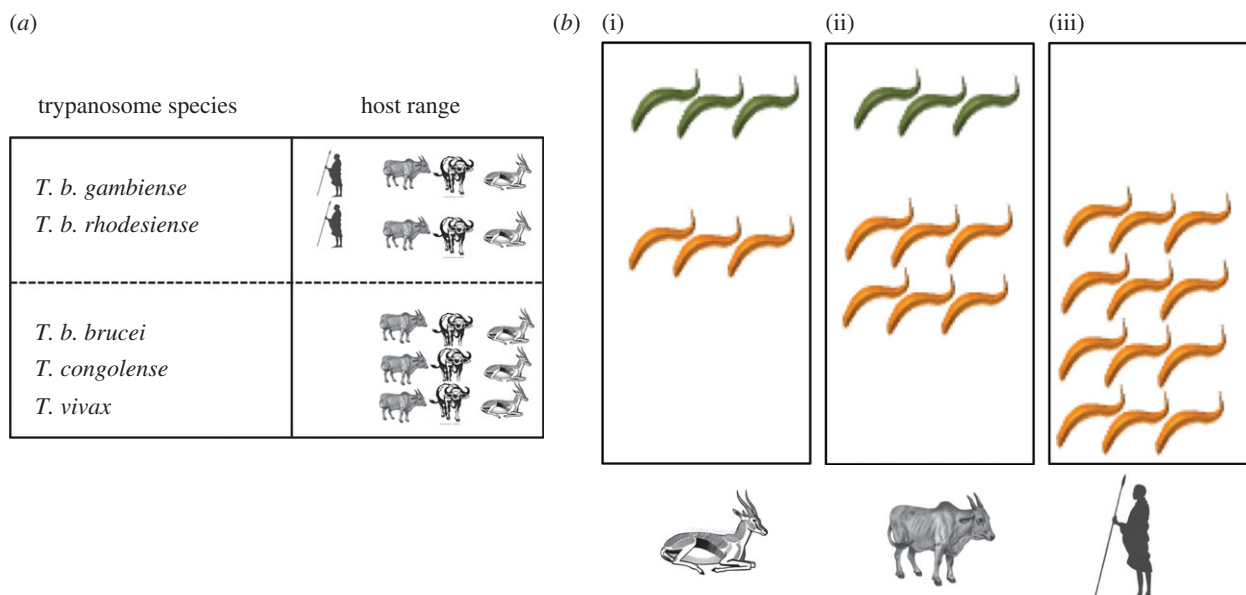 (a)
trypanosome species host range
T. b. gambiense
T. b. rhodesiense
T. b. brucei
T. congolense
T. vivax
(b) (i) (ii) (iii)